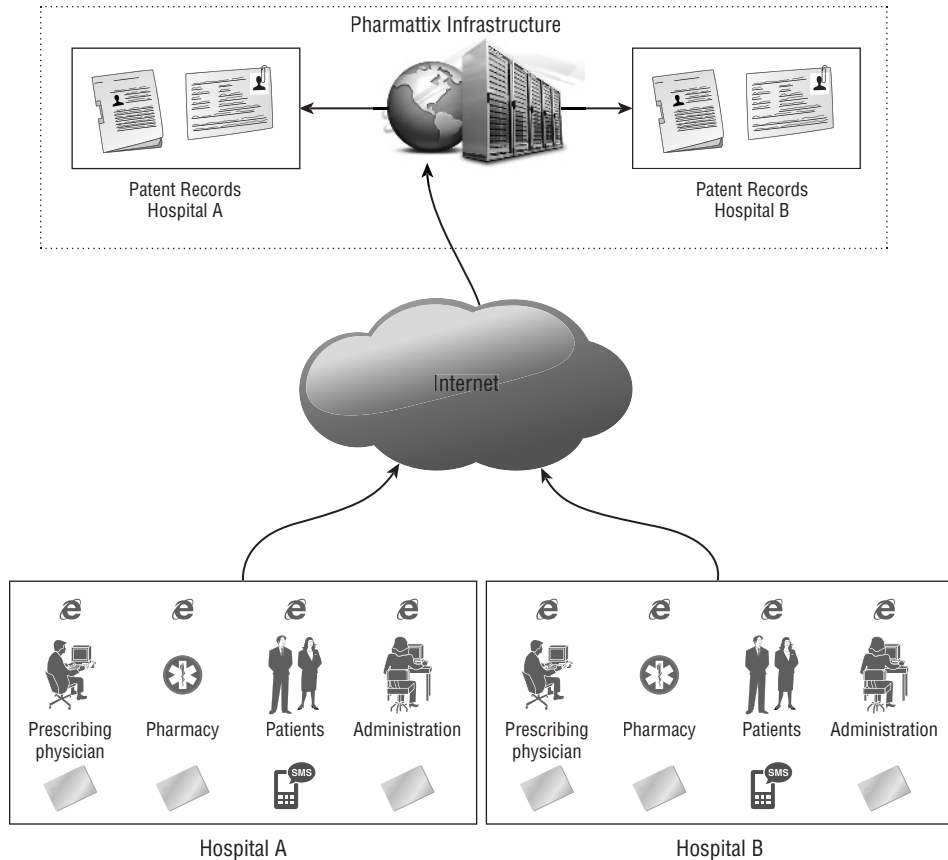 Pharmattix Infrastructure
Patent Records
Hospital A
Patent Records
Hospital B
Internet
Prescribing
physician
Pharmacy
Patients
Administration
SMS
Hospital A
Prescribing
physician
Pharmacy
Patients
Administration
SMS
Hospital B